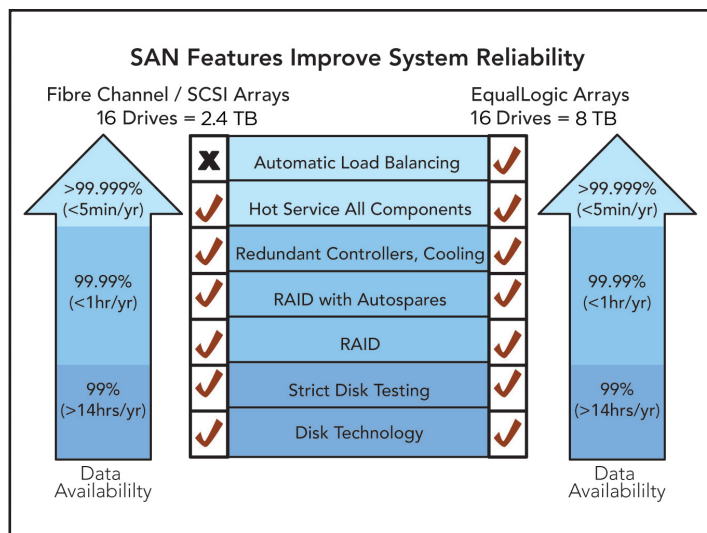 SAN Features Improve System Reliability
Fibre Channel / SCSI Arrays
16 Drives = 2.4 TB
EqualLogic Arrays
16 Drives = 8 TB
>99.999%
(<5min/yr)
99.99%
(<1hr/yr)
99%
(>14hrs/yr)
Data
Availabililty
X
Automatic Load Balancing
Hot Service All Components
Redundant Controllers, Cooling
RAID with Autospares
RAID
Strict Disk Testing
Disk Technology
>99.999%
(<5min/yr)
99.99%
(<1hr/yr)
99%
(>14hrs/yr)
Data
Availabililty